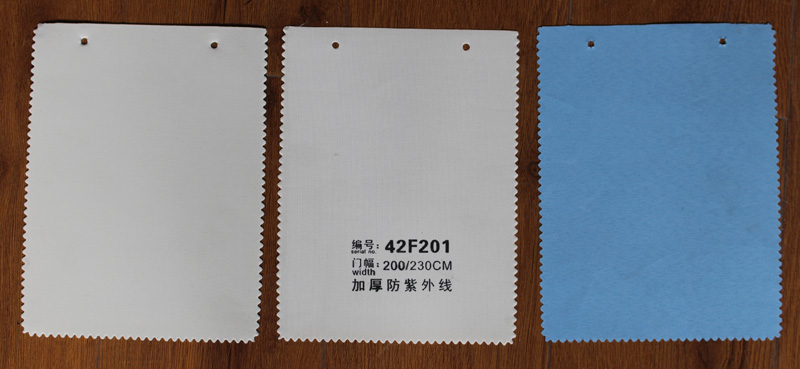 编号: 42F201
serial no.
门幅: 200/230CM
width
加厚防紫外线